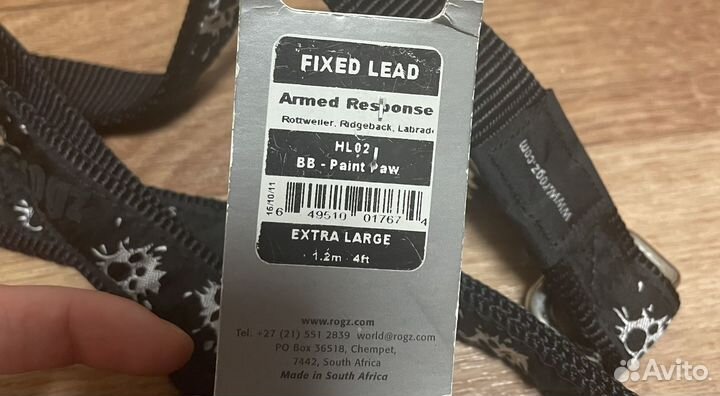 FIXED LEAD
Armed Response
Rottweiler, Ridgeback, Labrad
HL02
BB - Paint Paw
16/10/11
6 49510 01767 4
EXTRA LARGE
1.2m - 4ft
www.rogz.com
Tel. +27 (21) 551 2839 world@rogz.com
PO Box 36518, Chempet,
7442, South Africa
Made in South Africa
www.rogz.com
Avito